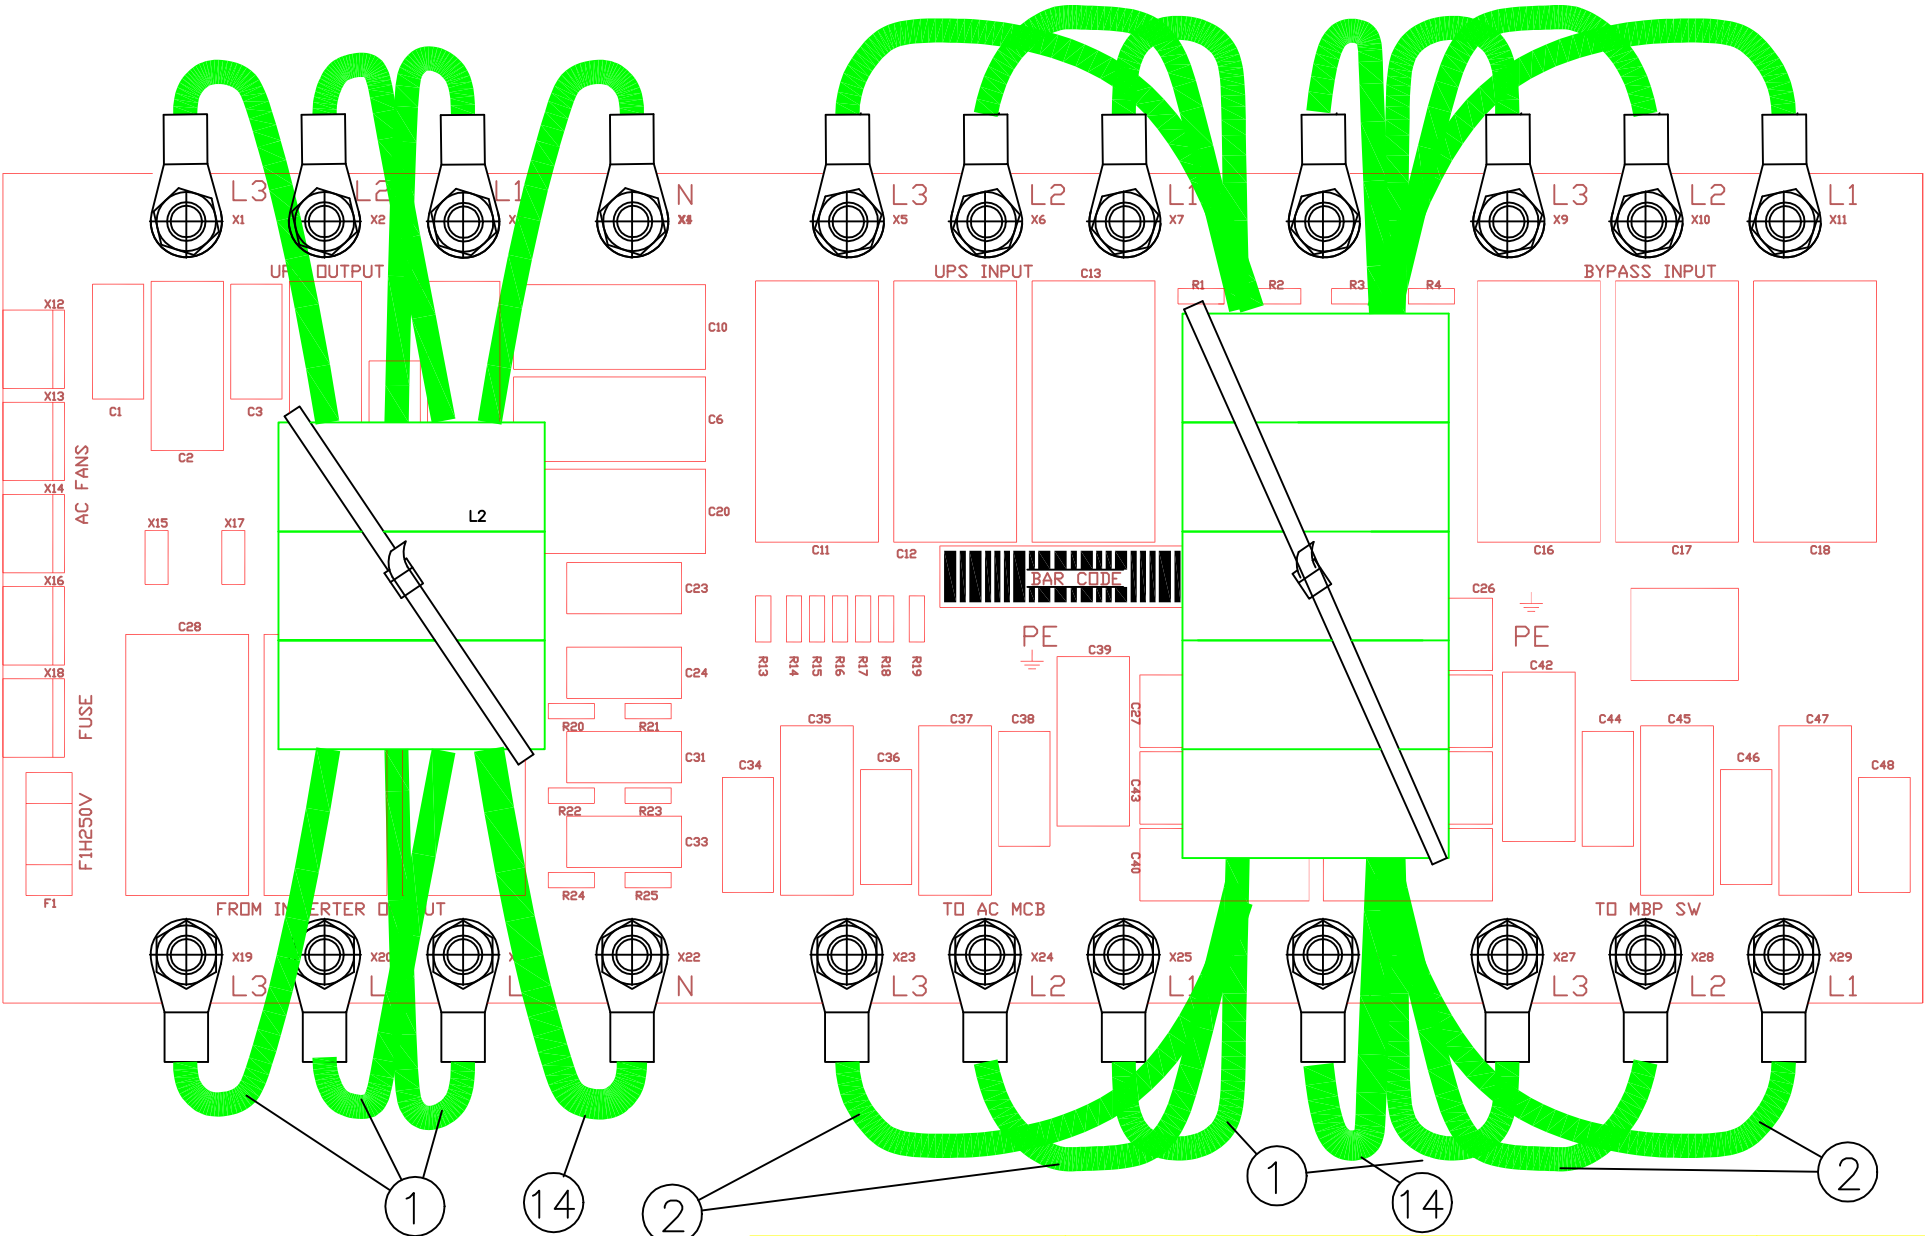 L3 L2 L1 N L3 L2 L1 L3 L2 L1
X1 X2 X5 X6 X7 X9 X10 X11
OUTPUT UPS INPUT C13 BYPASS INPUT
R1 R2 R3 R4
X12
C10
X13
C1 C3 C6
C2
X14
AC FANS
L2
C20
X15 X17
C11 C12 C16 C17 C18
X16
BAR CODE
C23 C26
C28
PE PE
R13 R14 R15 R16 R17 R18 R19
C39 C42
X18 C24
FUSE
R20 R21
C35 C37 C38 C27 C44 C45 C47
C31 C34 C36 C46 C48
C43
R22 R23
F1H250V
C33
C40
R24 R25
F1
FROM INVERTER OUTPUT TO AC MCB TO MBP SW
X19 X20 X22 X23 X24 X25 X27 X28 X29
L3 N L3 L2 L1 L3 L2 L1
1 14 2 1 14 2